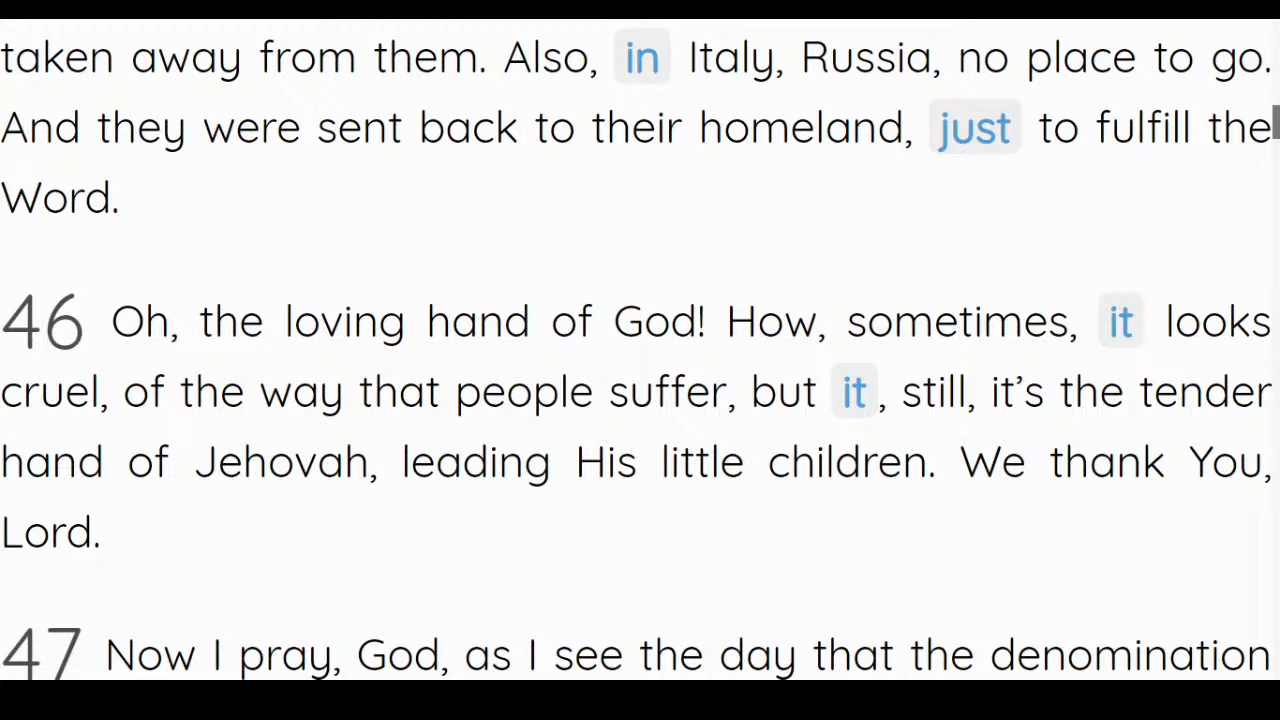 taken away from them. Also, in Italy, Russia, no place to go.
And they were sent back to their homeland, just to fulfill the
Word.
46 Oh, the loving hand of God! How, sometimes, it looks
cruel, of the way that people suffer, but it, still, it’s the tender
hand of Jehovah, leading His little children. We thank You,
Lord.
47 Now I pray, God, as I see the day that the denomination